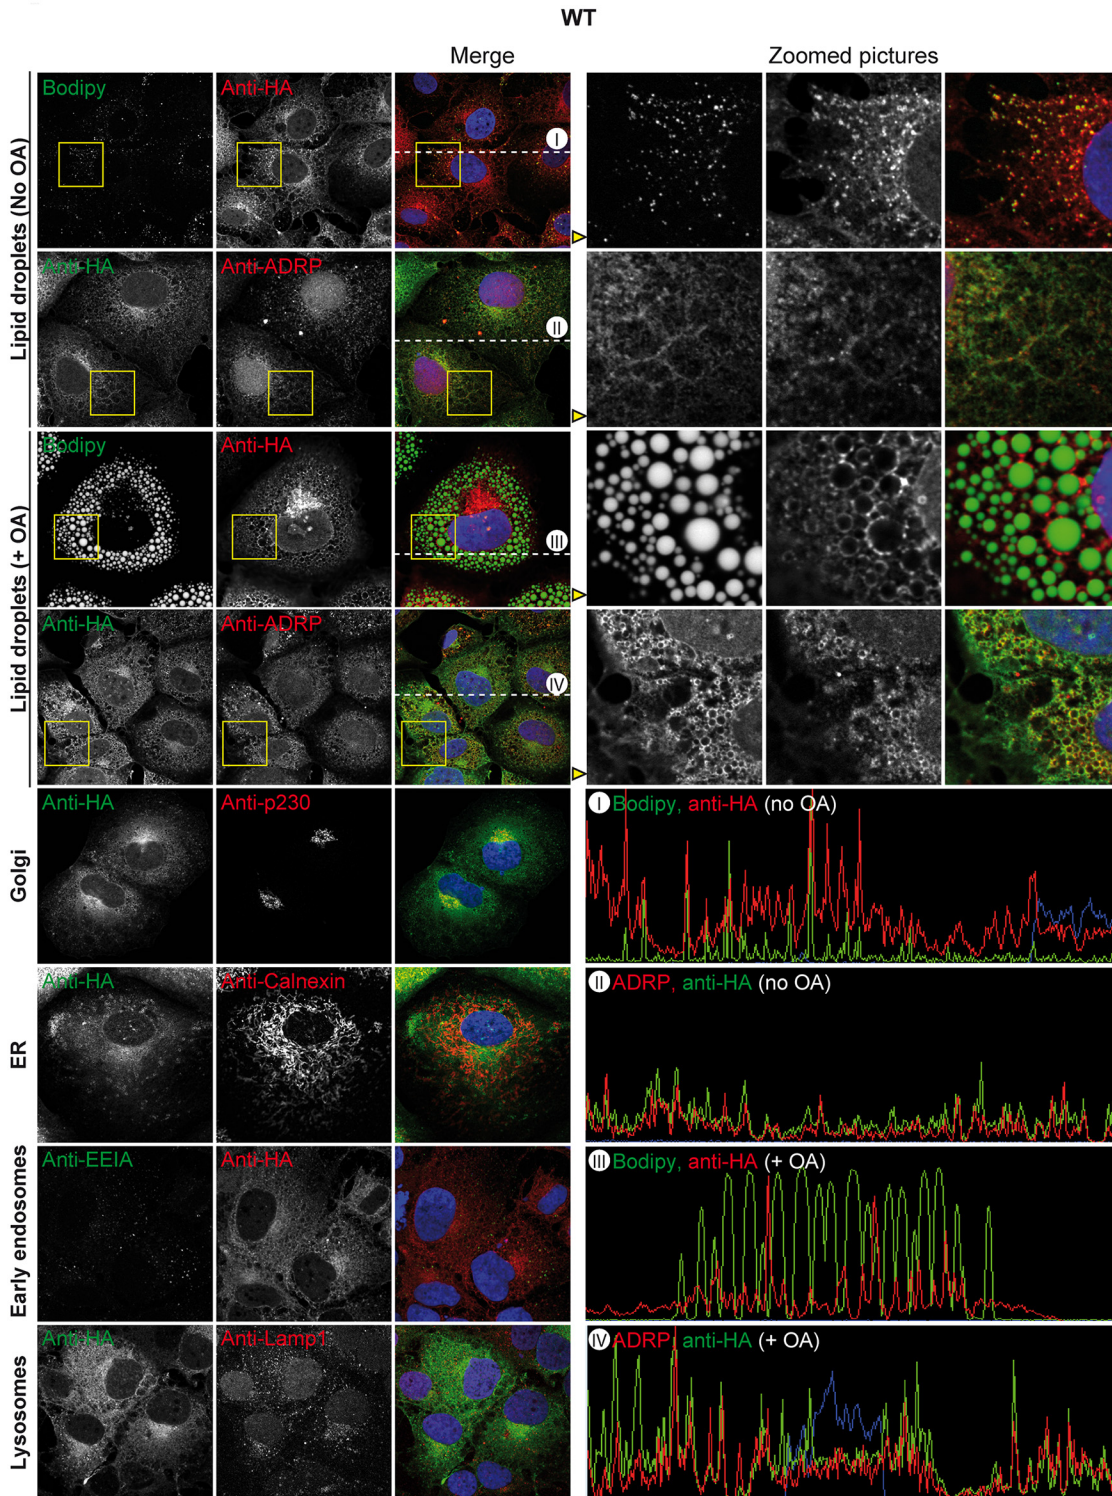 WT
Merge
Zoomed pictures
Lipid droplets (No OA)
Bodipy
Anti-HA
I
Anti-HA
Anti-ADRP
II
Lipid droplets (+ OA)
Bodipy
Anti-HA
III
Anti-HA
Anti-ADRP
IV
Golgi
Anti-HA
Anti-p230
I Bodipy, anti-HA (no OA)
ER
Anti-HA
Anti-Calnexin
II ADRP, anti-HA (no OA)
Early endosomes
Anti-EEIA
Anti-HA
III Bodipy, anti-HA (+ OA)
Lysosomes
Anti-HA
Anti-Lamp1
IV ADRP, anti-HA (+ OA)